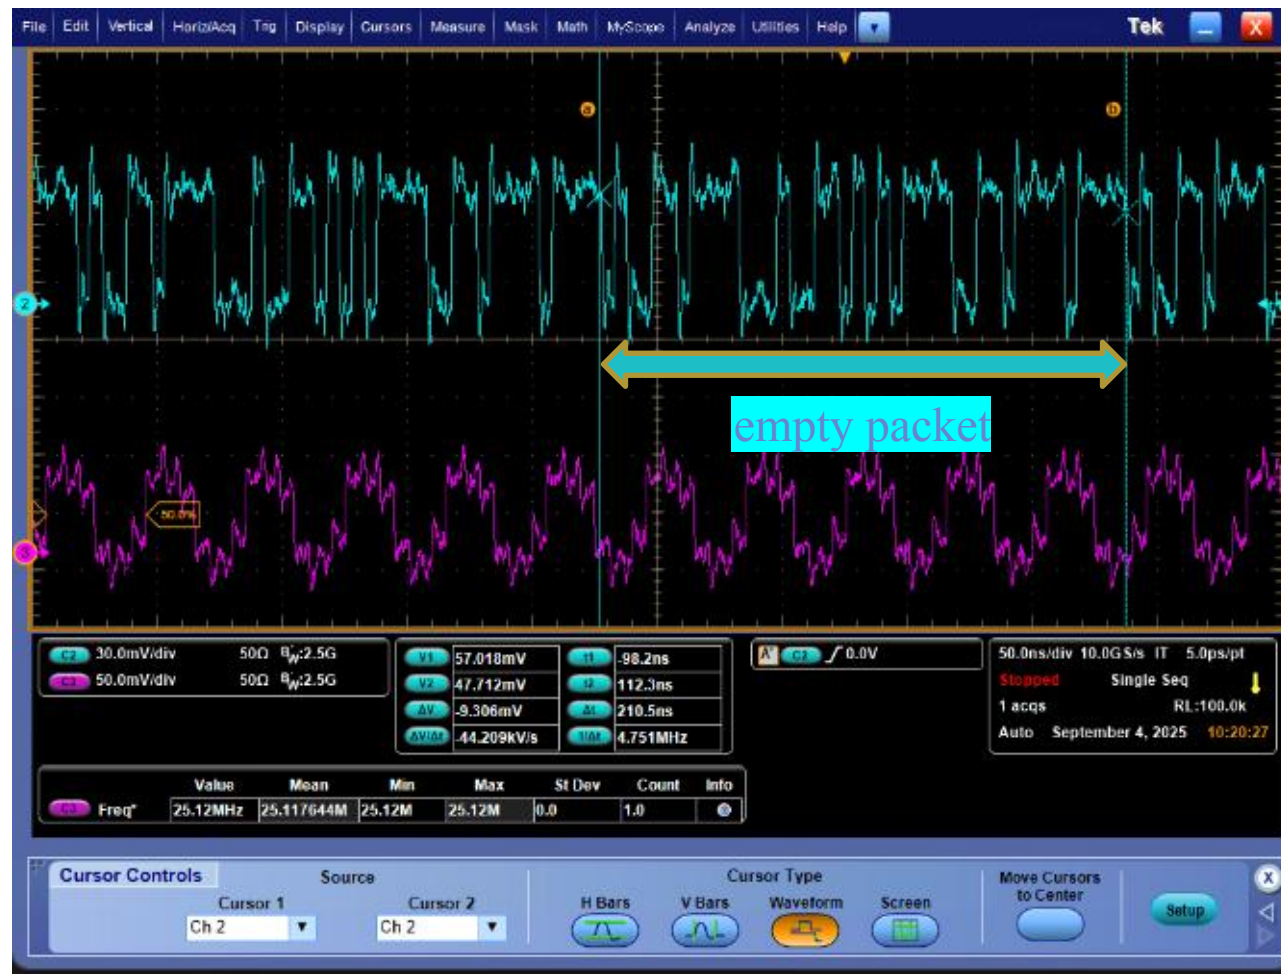 File Edit Vertical Horiz/Acq Trig Display Cursors Measure Mask Math MyScope Analyze Utilities Help Tek X
a b
2
empty packet
50.0%
3
C2 30.0mV/div 50Ω BW:2.5G
C3 50.0mV/div 50Ω BW:2.5G
V1 57.018mV t1 -98.2ns
V2 47.712mV t2 112.3ns
ΔV -9.306mV Δt 210.5ns
ΔV/Δt -44.209kV/s 1/Δt 4.751MHz
A' C2 0.0V
50.0ns/div 10.0GS/s IT 5.0ps/pt
Stopped Single Seq
1 acqs RL:100.0k
Auto September 4, 2025 10:20:27
Value Mean Min Max St Dev Count Info
C3 Freq* 25.12MHz 25.117644M 25.12M 25.12M 0.0 1.0
Cursor Controls Source Cursor Type Move Cursors to Center X
Cursor 1 Cursor 2 H Bars V Bars Waveform Screen Setup
Ch 2 Ch 2